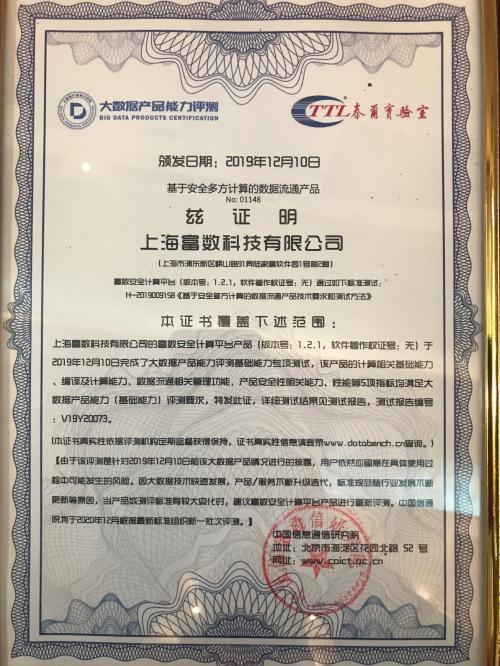 大数据产品能力评测
BIG DATA PRODUCTS CERTIFICATION
CTTL 泰尔实验室
颁发日期：2019年12月10日
基于安全多方计算的数据流通产品
No: 01148
兹 证 明
上海富数科技有限公司
（上海市浦东新区峨山路91弄陆家嘴软件园1号楼2楼）
富数安全计算平台（版本号：1.2.1，软件著作权证号：无）通过如下标准测试：
H-2019009158《基于安全多方计算的数据流通产品技术要求和测试方法》
本 证 书 覆 盖 下 述 范 围 ：
上海富数科技有限公司的富数安全计算平台产品（版本号：1.2.1，软件著作权证号：无）于
2019年12月10日完成了大数据产品能力评测基础能力专项测试，该产品的计算相关基础能力
、编译及计算能力、数据流通相关管理功能，产品安全性相关能力、性能等5项指标均满足大
数据产品能力（基础能力）评测要求，特发此证，详细测试结果见测试报告，测试报告编号
：V19Y20073。
（本证书真实性依据评测机构定期监督获得保持，证书真实性信息请登录www.databench.cn查询。）
【由于该评测是针对2019年12月10日前该大数据产品情况进行的披露，用户依然应留意在具体使用过
程中可能发生的风险。因大数据技术快速发展，产品/服务不断升级迭代，标准规范随行业发展不断
更新等原因，当产品或测评标准有较大变化时，建议富数安全计算平台产品进行重新评测。中国信通
院将于2020年12月根据最新标准组织新一批次评测。】
中国信息通信研究院
地址：北京市海淀区花园北路 52 号
网址：www.caict.ac.cn